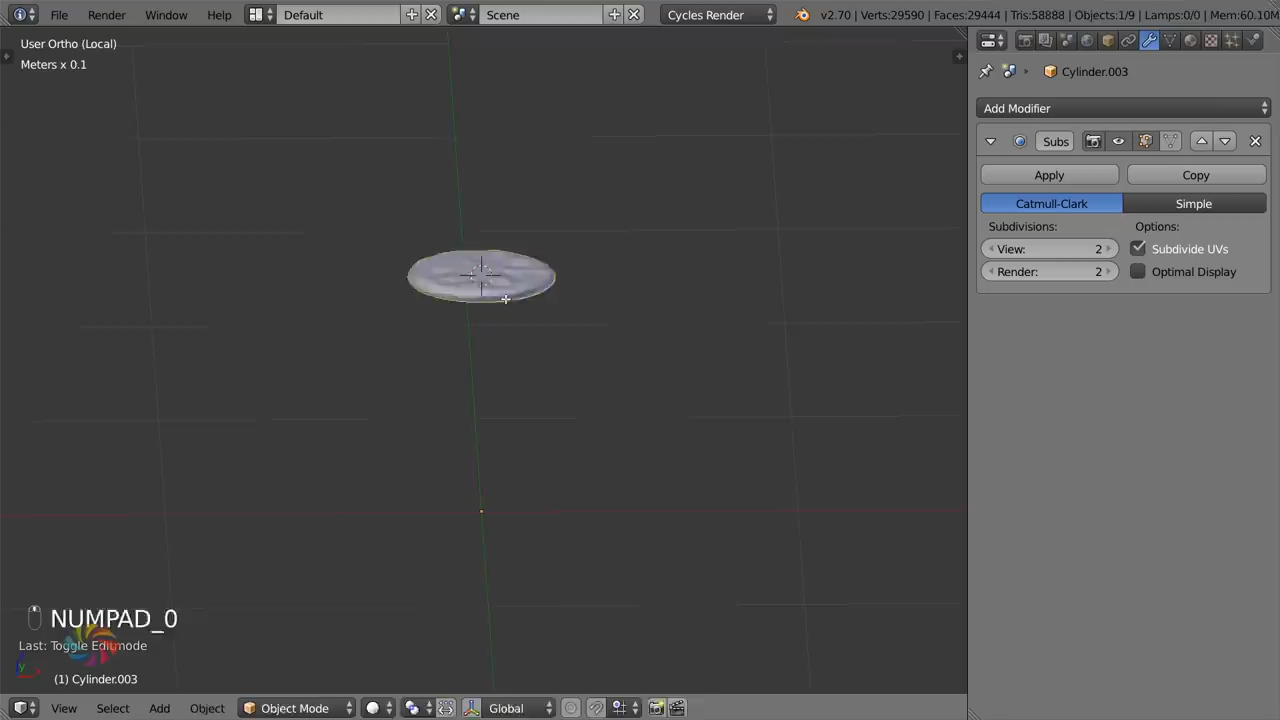 File Render Window Help Default Scene Cycles Render v2.70 | Verts:29590 | Faces:29444 | Tris:58888 | Objects:1/9 | Lamps:0/0 | Mem:60.10M
User Ortho (Local)
Meters x 0.1
Cylinder.003
Add Modifier
Subs
Apply Copy
Catmull-Clark Simple
Subdivisions: Options:
View: 2 Subdivide UVs
Render: 2 Optimal Display
NUMPAD_0
Last: Toggle Editmode
y
(1) Cylinder.003
View Select Add Object Object Mode Global